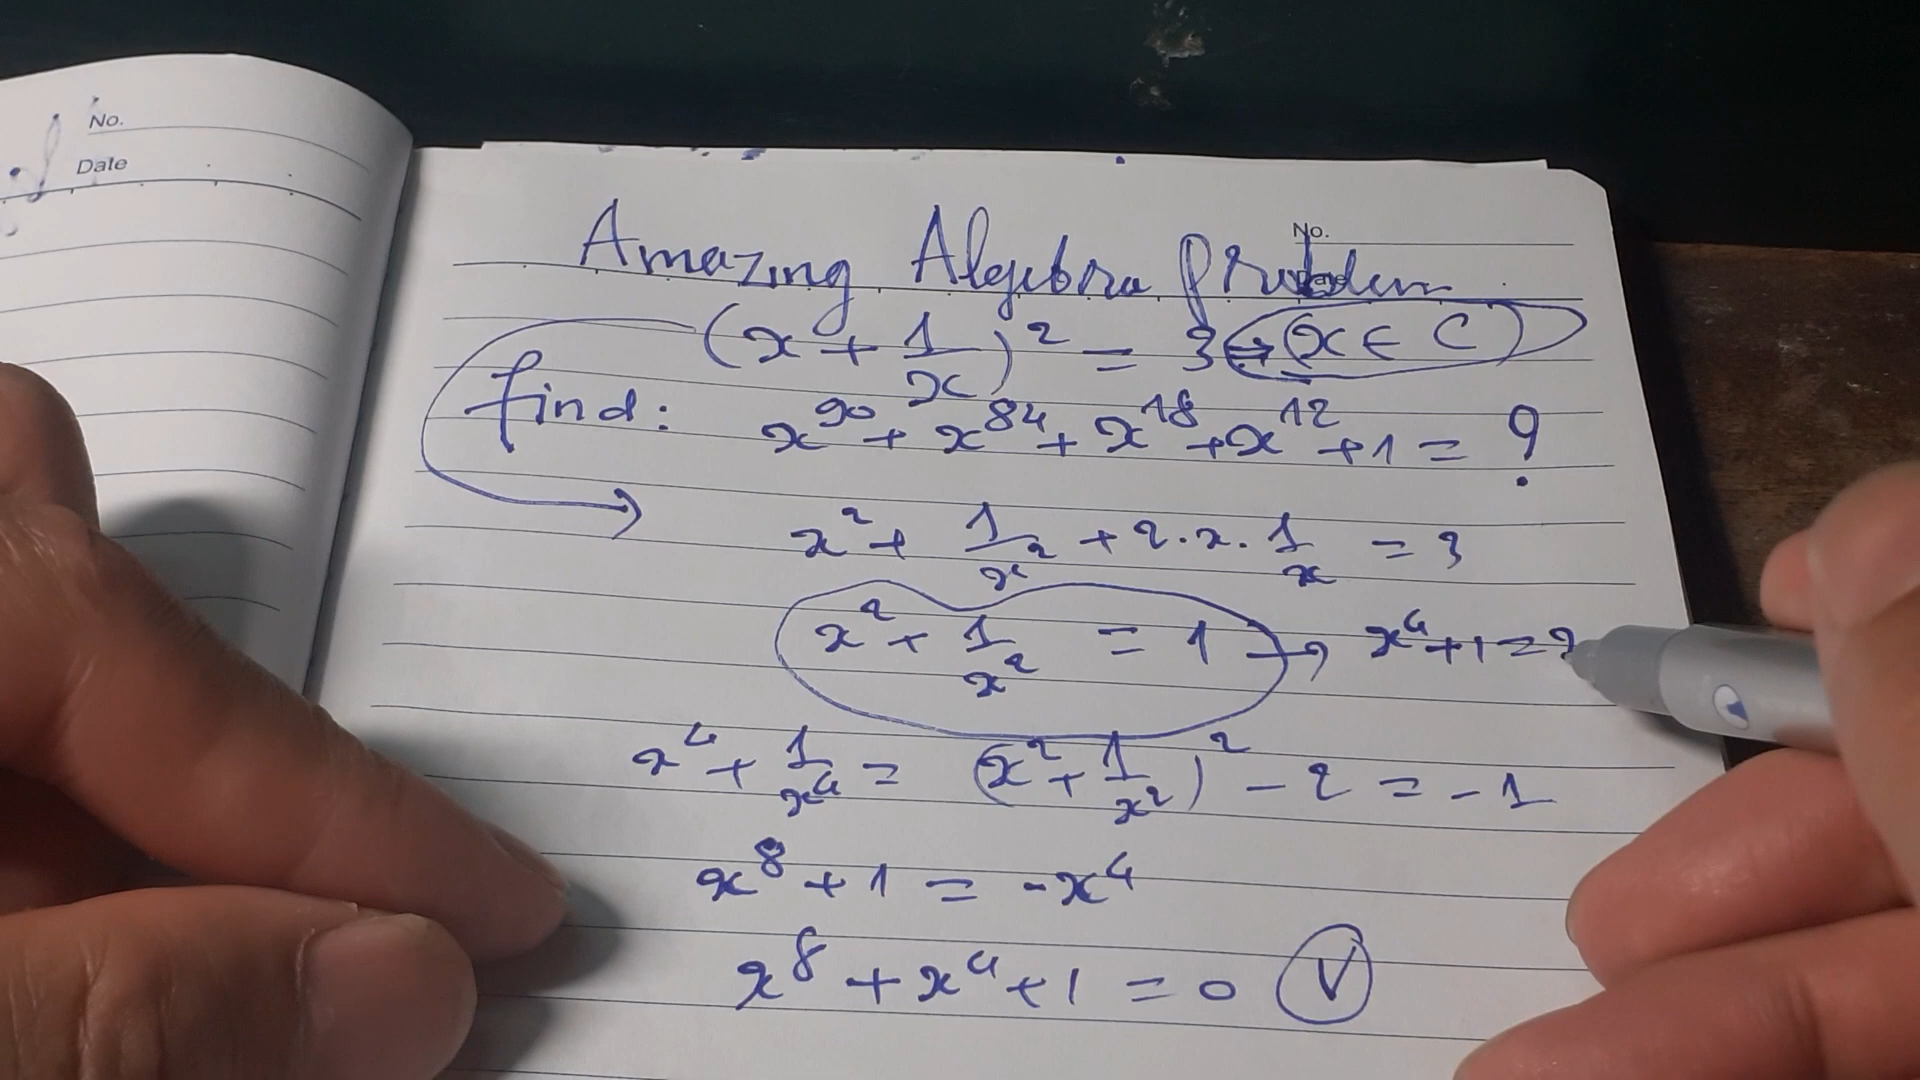 No.
Date
No.
Amazing Algebra Problem
(x + 1/x)² = 3 → (x ∈ C)
find: x⁹⁰ + x⁸⁴ + x¹⁸ + x¹² + 1 = ?
x² + 1/x² + 2·x·1/x = 3
x² + 1/x² = 1 → x⁴ + 1 = x
x⁴ + 1/x⁴ = (x² + 1/x²)² - 2 = -1
x⁸ + 1 = -x⁴
x⁸ + x⁴ + 1 = 0 V